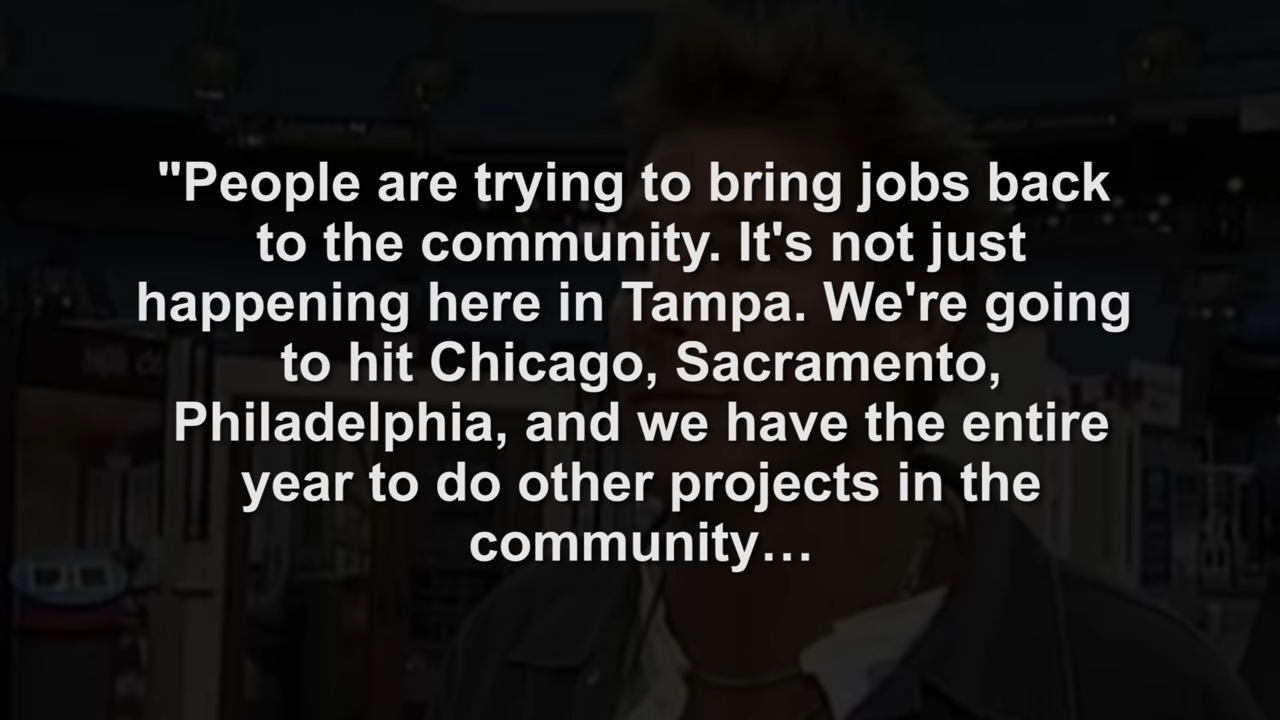 "People are trying to bring jobs back
to the community. It's not just
happening here in Tampa. We're going
to hit Chicago, Sacramento,
Philadelphia, and we have the entire
year to do other projects in the
community…